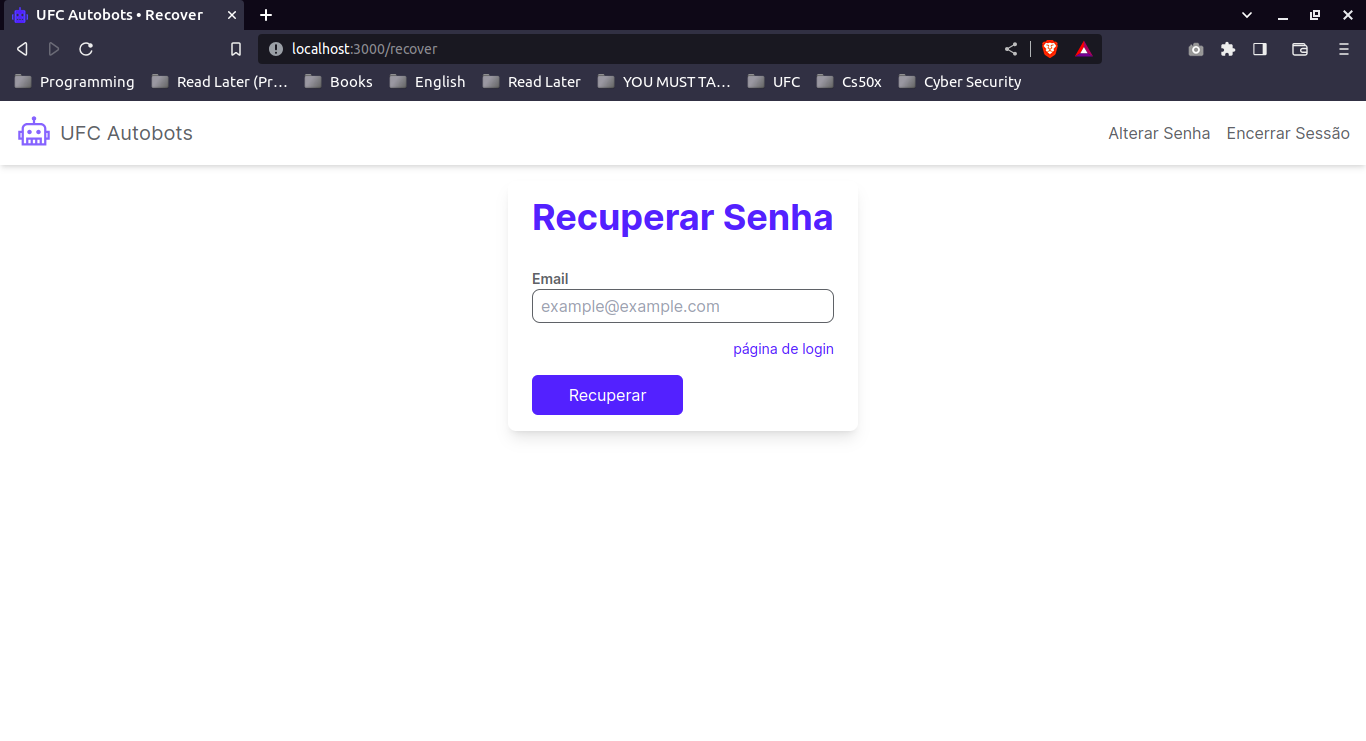 UFC Autobots • Recover
localhost:3000/recover
Programming Read Later (Pr... Books English Read Later YOU MUST TA... UFC Cs50x Cyber Security
UFC Autobots Alterar Senha Encerrar Sessão
Recuperar Senha
Email
example@example.com
página de login
Recuperar